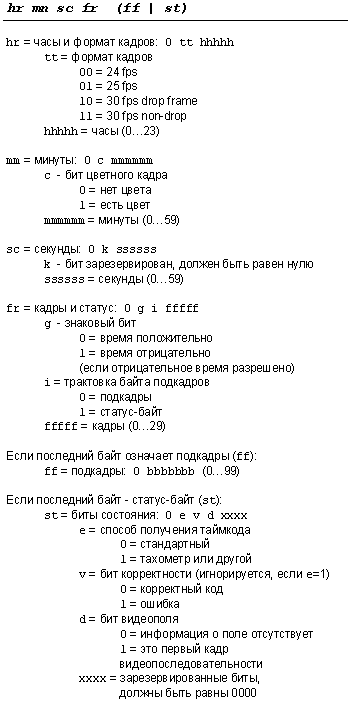 hr mn sc fr (ff | st)
hr = часы и формат кадров: 0 tt hhhhh
tt = формат кадров
00 = 24 fps
01 = 25 fps
10 = 30 fps drop frame
11 = 30 fps non-drop
hhhhh = часы (0…23)
mm = минуты: 0 c mmmmmm
c - бит цветного кадра
0 = нет цвета
1 = есть цвет
mmmmmm = минуты (0…59)
sc = секунды: 0 k ssssss
k - бит зарезервирован, должен быть равен нулю
ssssss = секунды (0…59)
fr = кадры и статус: 0 g i fffff
g - знаковый бит
0 = время положительно
1 = время отрицательно
(если отрицательное время разрешено)
i = трактовка байта подкадров
0 = подкадры
1 = статус-байт
fffff = кадры (0…29)
Если последний байт означает подкадры (ff):
ff = подкадры: 0 bbbbbbb (0…99)
Если последний байт - статус-байт (st):
st = биты состояния: 0 e v d xxxx
e = способ получения таймкода
0 = стандартный
1 = тахометр или другой
v = бит корректности (игнорируется, если e=1)
0 = корректный код
1 = ошибка
d = бит видеополя
0 = информация о поле отсутствует
1 = это первый кадр
видеопоследовательности
xxxx = зарезервированные биты,
должны быть равны 0000